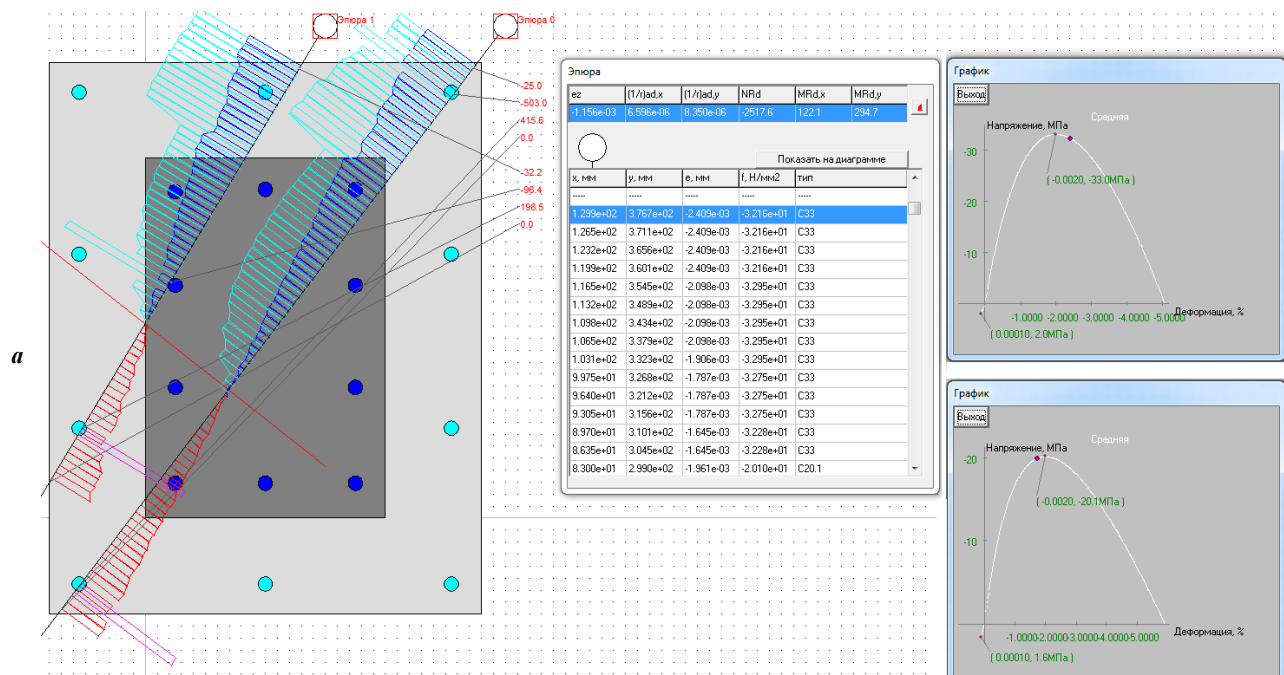 Эпюра 1
Эпюра 0
-25.0
-503.0
415.6
0.0
-32.2
-96.4
198.5
0.0
a
Эпюра
ez (1/r)ad,x (1/r)ad,y NRd MRd,x MRd,y
-1.156e-03 6.596e-06 8.350e-06 -2517.6 122.1 294.7
Показать на диаграмме
x, мм y, мм e, мм f, Н/мм2 тип
----- ----- ----- ----- -----
1.299e+02 3.767e+02 -2.409e-03 -3.216e+01 C33
1.265e+02 3.711e+02 -2.409e-03 -3.216e+01 C33
1.232e+02 3.656e+02 -2.409e-03 -3.216e+01 C33
1.199e+02 3.601e+02 -2.409e-03 -3.216e+01 C33
1.165e+02 3.545e+02 -2.098e-03 -3.295e+01 C33
1.132e+02 3.489e+02 -2.098e-03 -3.295e+01 C33
1.098e+02 3.434e+02 -2.098e-03 -3.295e+01 C33
1.065e+02 3.379e+02 -2.098e-03 -3.295e+01 C33
1.031e+02 3.323e+02 -1.906e-03 -3.295e+01 C33
9.975e+01 3.268e+02 -1.787e-03 -3.275e+01 C33
9.640e+01 3.212e+02 -1.787e-03 -3.275e+01 C33
9.305e+01 3.156e+02 -1.787e-03 -3.275e+01 C33
8.970e+01 3.101e+02 -1.645e-03 -3.228e+01 C33
8.635e+01 3.045e+02 -1.645e-03 -3.228e+01 C33
8.300e+01 2.990e+02 -1.961e-03 -2.010e+01 C20.1
График
Выход
Средняя
Напряжение, МПа
-30
( -0.0020, -33.0МПа )
-20
-10
Деформация, %
-1.0000 -2.0000 -3.0000 -4.0000 -5.0000
( 0.00010, 2.0МПа )
График
Выход
Средняя
Напряжение, МПа
-20
( -0.0020, -20.1МПа )
-10
Деформация, %
-1.0000-2.0000-3.0000-4.0000-5.0000
( 0.00010, 1.6МПа )